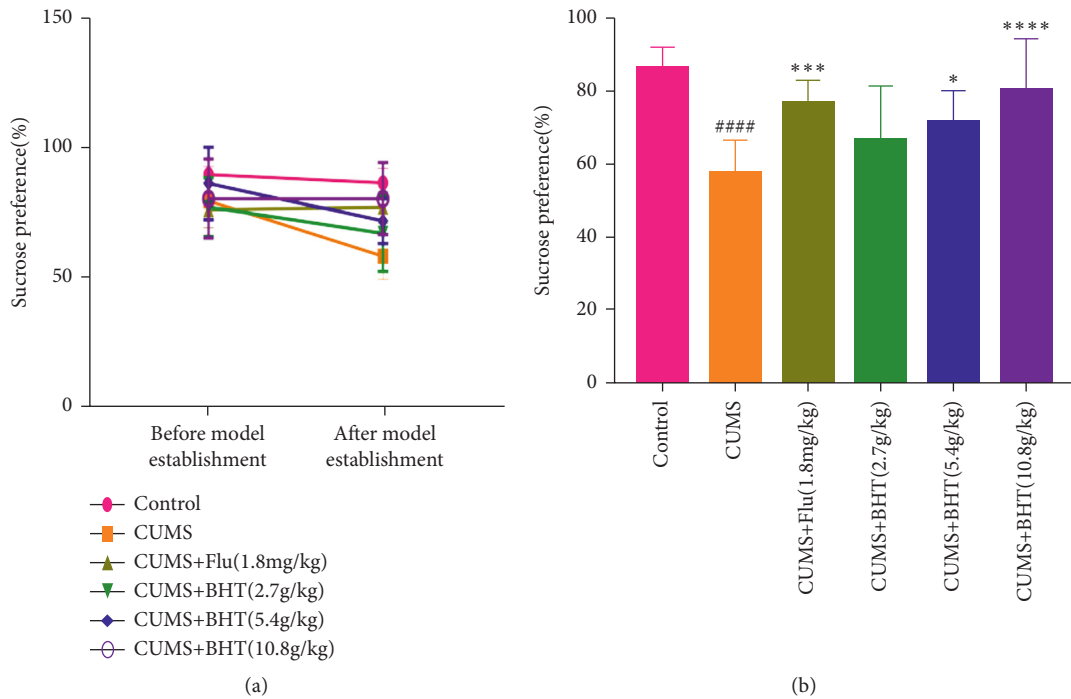 150
100
50
0
Sucrose preference(%)
Before model
establishment
After model
establishment
Control
CUMS
CUMS+Flu(1.8mg/kg)
CUMS+BHT(2.7g/kg)
CUMS+BHT(5.4g/kg)
CUMS+BHT(10.8g/kg)
(a)
100
80
60
40
20
0
Sucrose preference(%)
####
***
*
****
Control
CUMS
CUMS+Flu(1.8mg/kg)
CUMS+BHT(2.7g/kg)
CUMS+BHT(5.4g/kg)
CUMS+BHT(10.8g/kg)
(b)